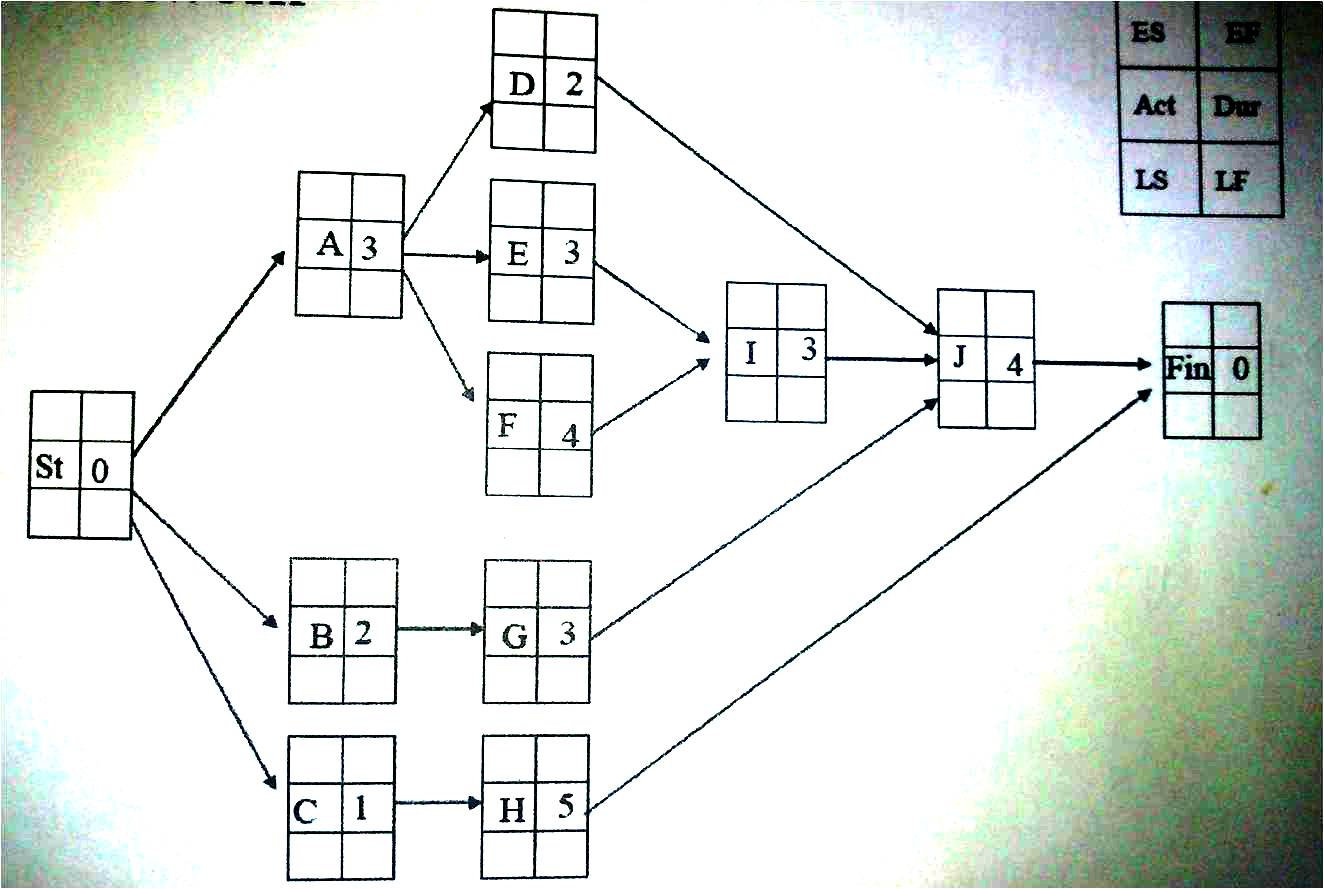 ES EF
Act Dur
LS LF
D 2
A 3
E 3
F 4
I 3
J 4
Fin 0
St 0
B 2
G 3
C 1
H 5